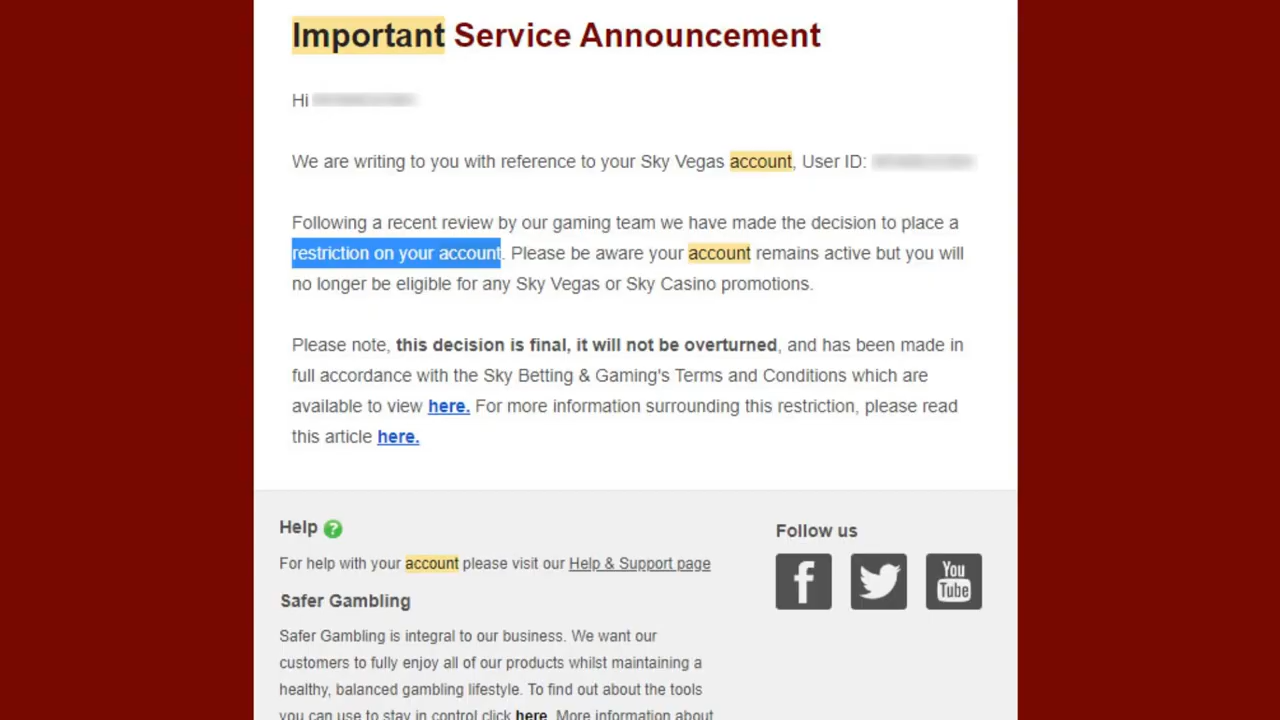 Important Service Announcement
Hi
We are writing to you with reference to your Sky Vegas account, User ID:
Following a recent review by our gaming team we have made the decision to place a
restriction on your account. Please be aware your account remains active but you will
no longer be eligible for any Sky Vegas or Sky Casino promotions.
Please note, this decision is final, it will not be overturned, and has been made in
full accordance with the Sky Betting & Gaming's Terms and Conditions which are
available to view here. For more information surrounding this restriction, please read
this article here.
Help ?
For help with your account please visit our Help & Support page
Safer Gambling
Safer Gambling is integral to our business. We want our
customers to fully enjoy all of our products whilst maintaining a
healthy, balanced gambling lifestyle. To find out about the tools
you can use to stay in control click here. More information about
Follow us
f
You
Tube